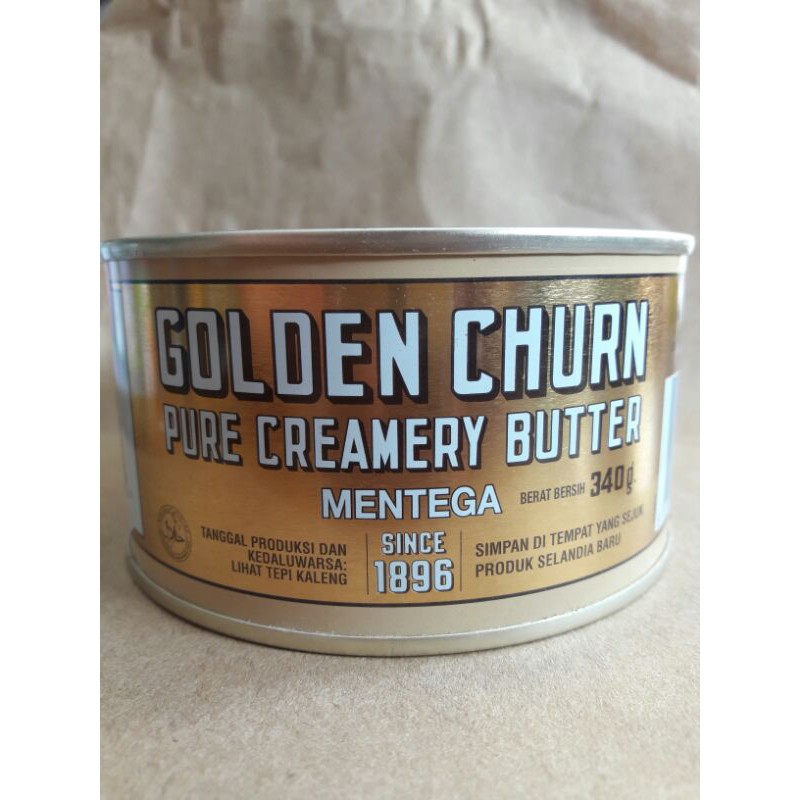 GOLDEN CHURN
PURE CREAMERY BUTTER
MENTEGA
BERAT BERSIH 340g
TANGGAL PRODUKSI DAN
KEDALUWARSA:
LIHAT TEPI KALENG
SINCE
1896
SIMPAN DI TEMPAT YANG SEJUK
PRODUK SELANDIA BARU